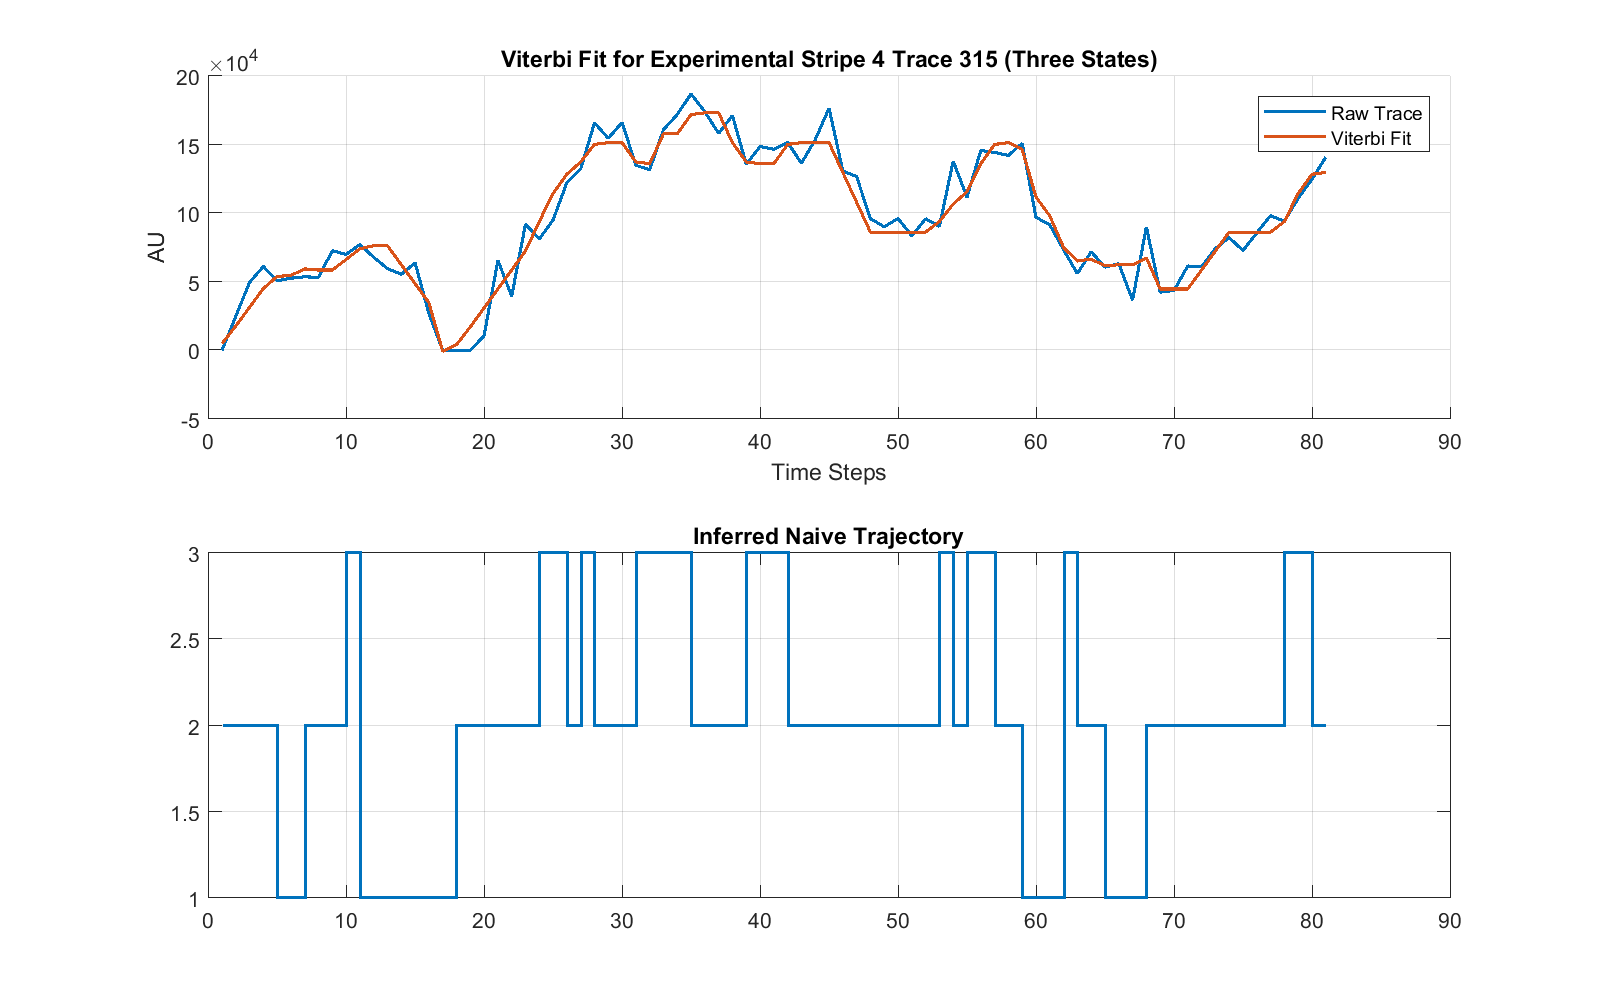 Viterbi Fit for Experimental Stripe 4 Trace 315 (Three States)
×10⁴
20
15
10
5
0
-5
AU
Raw Trace
Viterbi Fit
0 10 20 30 40 50 60 70 80 90
Time Steps
Inferred Naive Trajectory
3
2.5
2
1.5
1
0 10 20 30 40 50 60 70 80 90